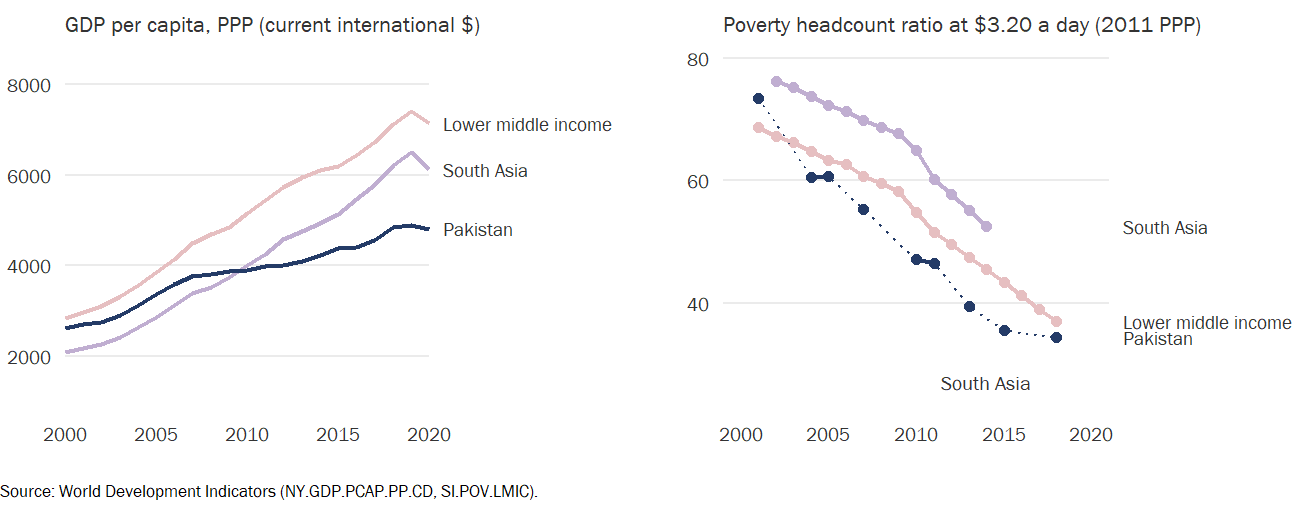 GDP per capita, PPP (current international $)
8000
6000
4000
2000
Lower middle income
South Asia
Pakistan
2000 2005 2010 2015 2020
Poverty headcount ratio at $3.20 a day (2011 PPP)
80
60
40
South Asia
Lower middle income
Pakistan
South Asia
2000 2005 2010 2015 2020
Source: World Development Indicators (NY.GDP.PCAP.PP.CD, SI.POV.LMIC).